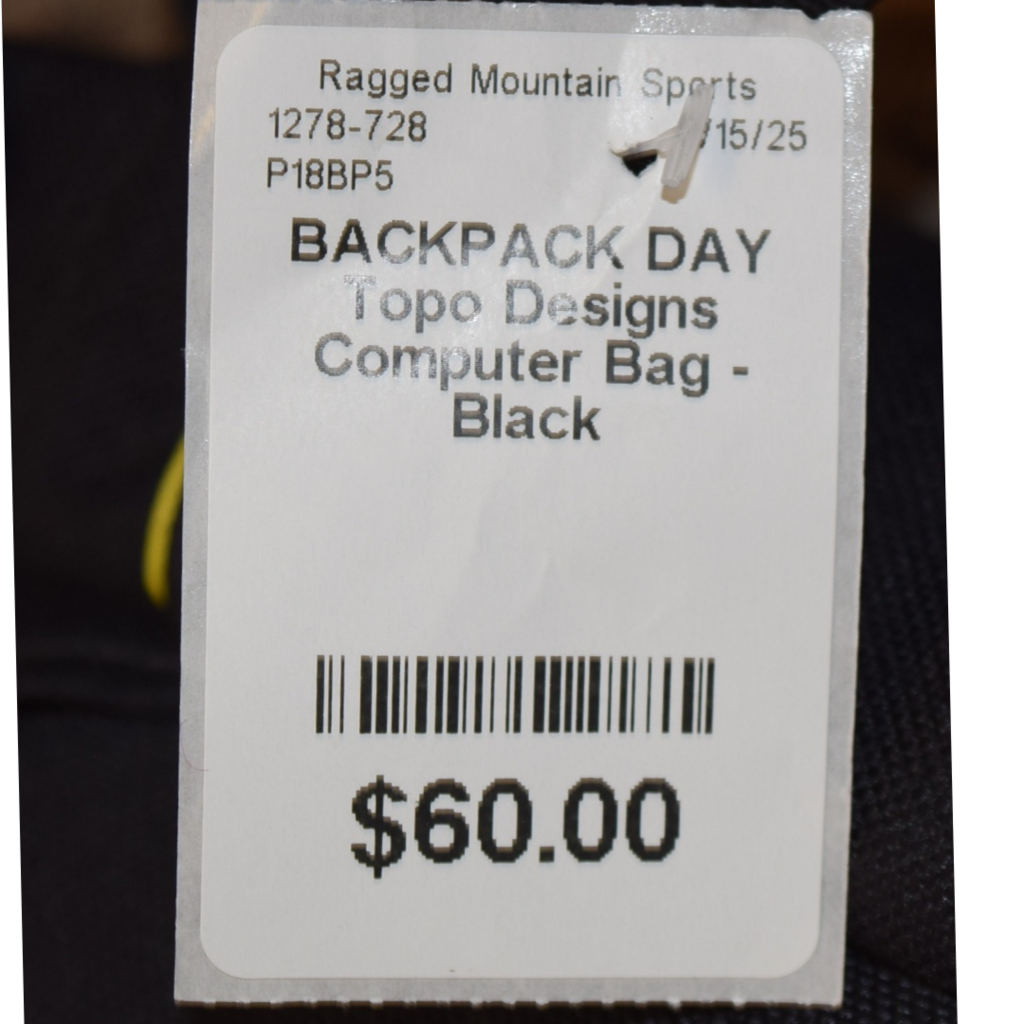 Ragged Mountain Sports
1278-728 /15/25
P18BP5
BACKPACK DAY
Topo Designs
Computer Bag -
Black
$60.00